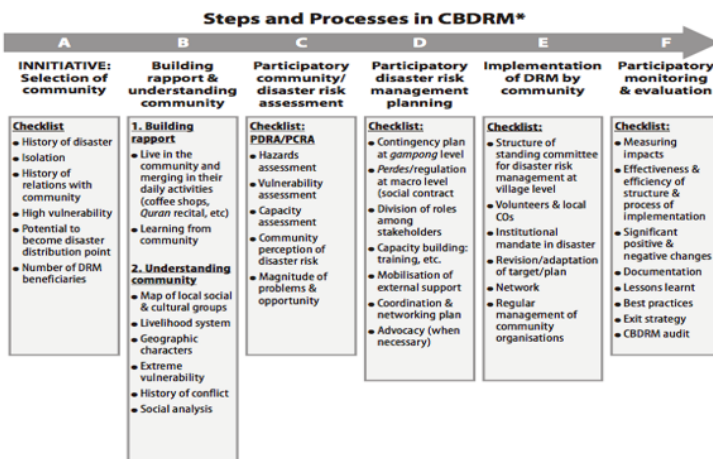 Steps and Processes in CBDRM*
A
B
C
D
E
F
INNITIATIVE:
Selection of
community
Building
rapport &
understanding
community
Participatory
community/
disaster risk
assessment
Participatory
disaster risk
management
planning
Implementation
of DRM by
community
Participatory
monitoring
& evaluation
Checklist
• History of disaster
• Isolation
• History of
relations with
community
• High vulnerability
• Potential to
become disaster
distribution point
• Number of DRM
beneficiaries
1. Building
rapport
• Live in the
community and
merging in their
daily activities
(coffee shops,
Quran recital, etc)
• Learning from
community
2. Understanding
community
• Map of local social
& cultural groups
• Livelihood system
• Geographic
characters
• Extreme
vulnerability
• History of conflict
• Social analysis
Checklist:
PDRA/PCRA
• Hazards
assessment
• Vulnerability
assessment
• Capacity
assessment
• Community
perception of
disaster risk
• Magnitude of
problems &
opportunity
Checklist:
• Contingency plan
at gampong level
• Perdes/regulation
at macro level
(social contract
• Division of roles
among
stakeholders
• Capacity building:
training, etc.
• Mobilisation of
external support
• Coordination &
networking plan
• Advocacy (when
necessary)
Checklist:
• Structure of
standing committee
for disaster risk
management at
village level
• Volunteers & local
COs
• Institutional
mandate in disaster
• Revision/adaptation
of target/plan
• Network
• Regular
management of
community
organisations
Checklist:
• Measuring
impacts
• Effectiveness &
efficiency of
structure &
process of
implementation
• Significant
positive &
negative changes
• Documentation
• Lessons learnt
• Best practices
• Exit strategy
• CBDRM audit